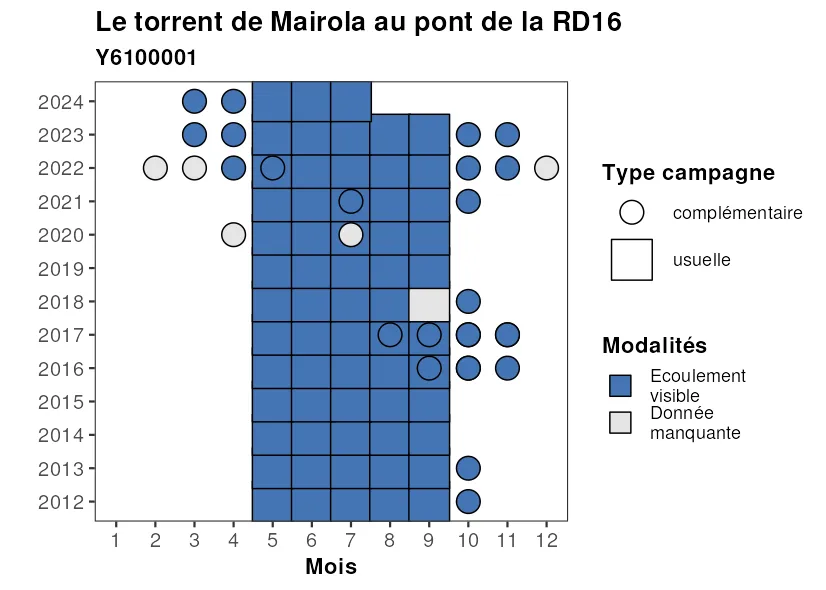 Le torrent de Mairola au pont de la RD16
Y6100001
2024
2023
2022
2021
2020
2019
2018
2017
2016
2015
2014
2013
2012
1 2 3 4 5 6 7 8 9 10 11 12
Mois
Type campagne
complémentaire
usuelle
Modalités
Ecoulement
visible
Donnée
manquante